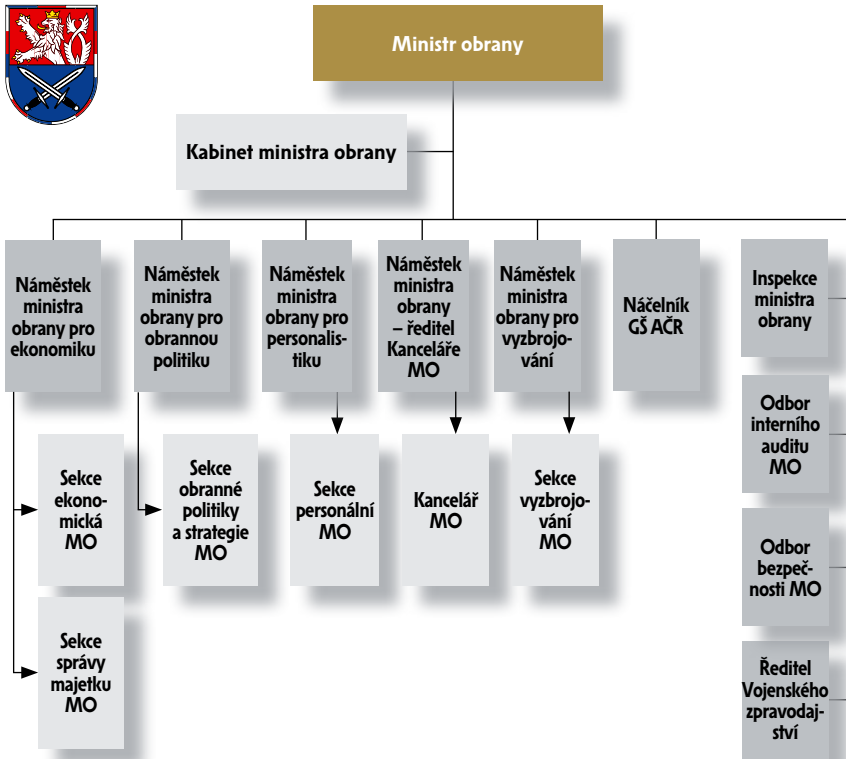 Ministr obrany
Kabinet ministra obrany
Náměstek
ministra
obrany pro
ekonomiku
Náměstek
ministra
obrany pro
obrannou
politiku
Náměstek
ministra
obrany pro
personalis-
tiku
Náměstek
ministra
obrany
– ředitel
Kanceláře
MO
Náměstek
ministra
obrany pro
vyzbrojo-
vání
Náčelník
GŠ AČR
Inspekce
ministra
obrany
Odbor
interního
auditu
MO
Odbor
bezpeč-
nosti MO
Ředitel
Vojenského
zpravodaj-
ství
Sekce
ekono-
mická
MO
Sekce
obranné
politiky
a strategie
MO
Sekce
personální
MO
Kancelář
MO
Sekce
vyzbrojo-
vání
MO
Sekce
správy
majetku
MO